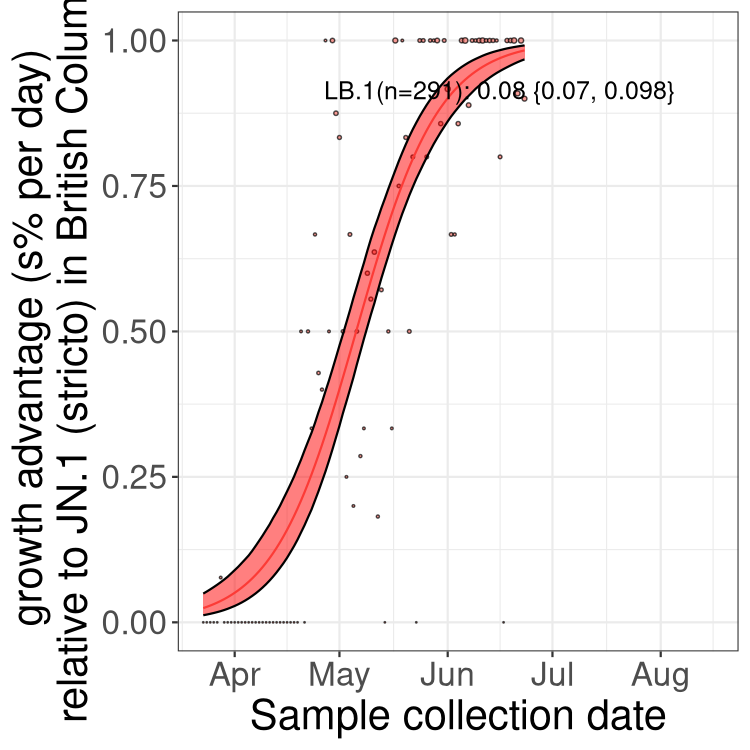 growth advantage (s% per day)
relative to JN.1 (stricto) in British Colum
1.00
0.75
0.50
0.25
0.00
LB.1(n=291): 0.08 {0.07, 0.098}
Apr May Jun Jul Aug
Sample collection date